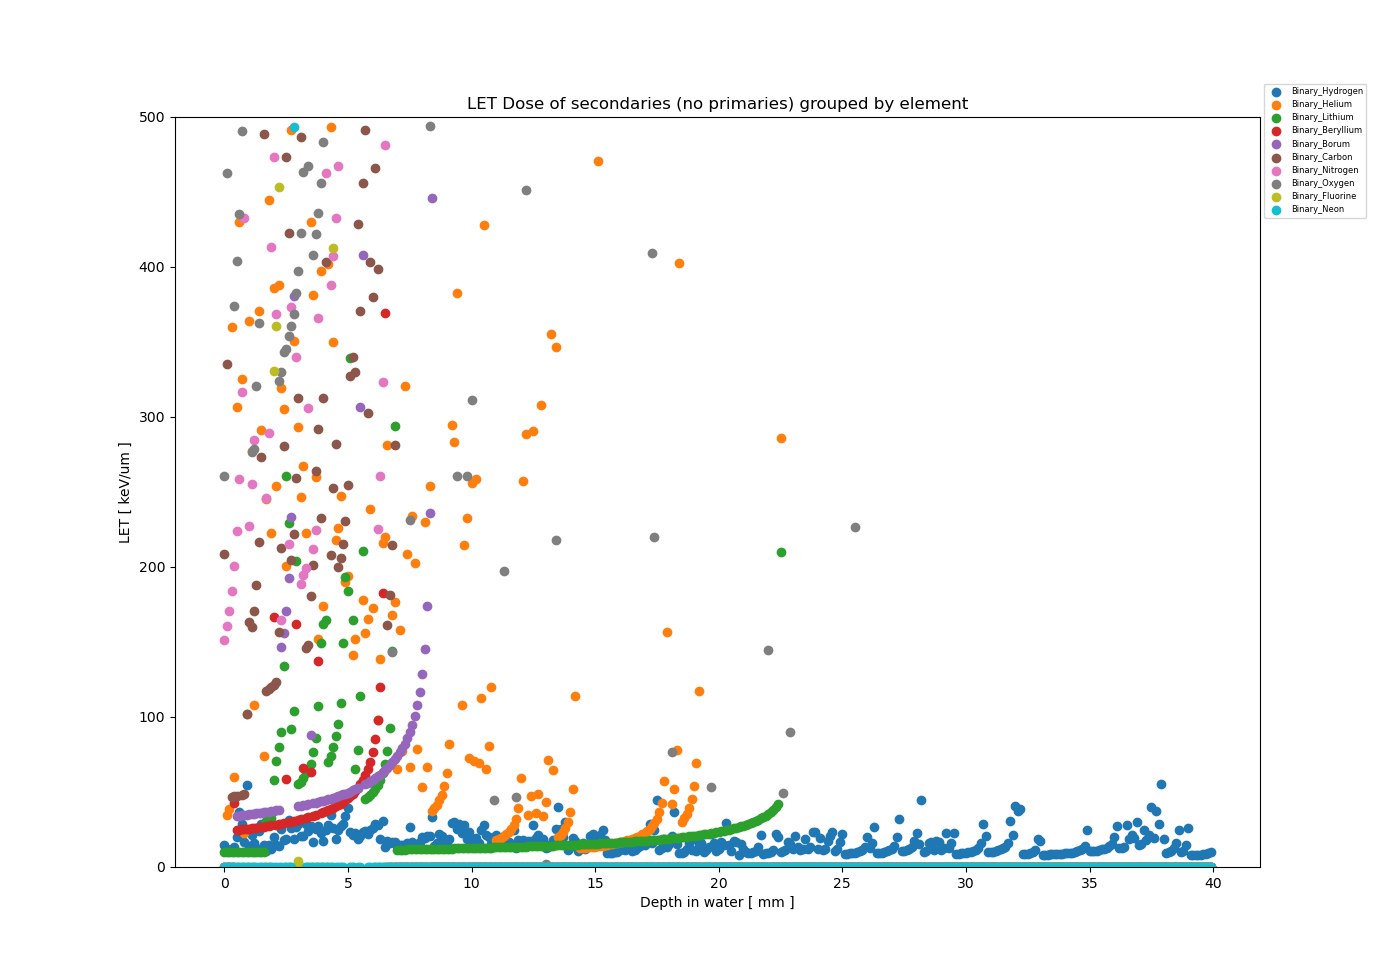 LET Dose of secondaries (no primaries) grouped by element
Binary_Hydrogen
Binary_Helium
Binary_Lithium
Binary_Beryllium
Binary_Borum
Binary_Carbon
Binary_Nitrogen
Binary_Oxygen
Binary_Fluorine
Binary_Neon
500
400
300
200
100
0
LET [ keV/um ]
0 5 10 15 20 25 30 35 40
Depth in water [ mm ]